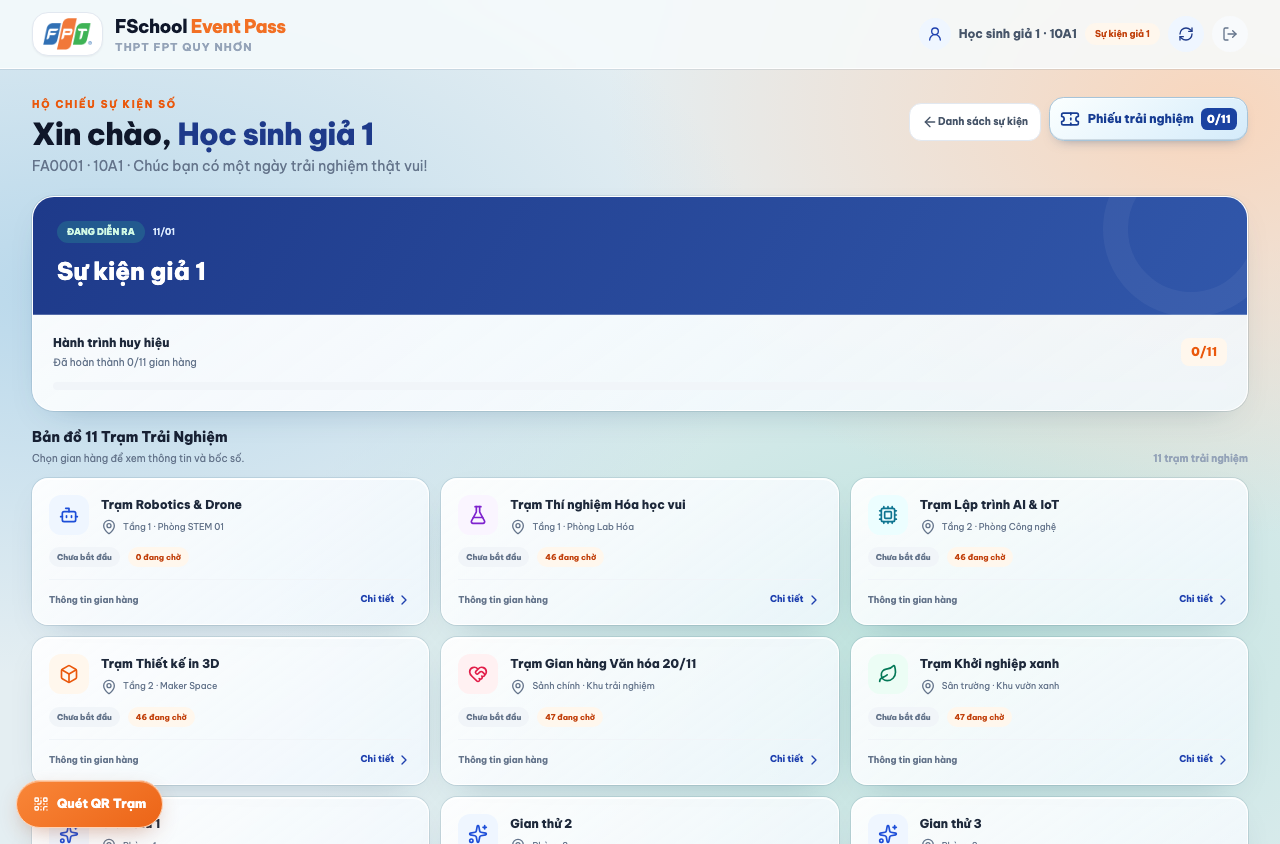 FPT
FSchool Event Pass
THPT FPT QUY NHƠN
Học sinh giả 1 · 10A1
Sự kiện giả 1
HỘ CHIẾU SỰ KIỆN SỐ
Xin chào, Học sinh giả 1
FA0001 · 10A1 · Chúc bạn có một ngày trải nghiệm thật vui!
Danh sách sự kiện
Phiếu trải nghiệm 0/11
ĐANG DIỄN RA 11/01
Sự kiện giả 1
Hành trình huy hiệu
Đã hoàn thành 0/11 gian hàng
0/11
Bản đồ 11 Trạm Trải Nghiệm
Chọn gian hàng để xem thông tin và bốc số.
11 trạm trải nghiệm
Trạm Robotics & Drone
Tầng 1 · Phòng STEM 01
Chưa bắt đầu 0 đang chờ
Thông tin gian hàng Chi tiết
Trạm Thí nghiệm Hóa học vui
Tầng 1 · Phòng Lab Hóa
Chưa bắt đầu 46 đang chờ
Thông tin gian hàng Chi tiết
Trạm Lập trình AI & IoT
Tầng 2 · Phòng Công nghệ
Chưa bắt đầu 46 đang chờ
Thông tin gian hàng Chi tiết
Trạm Thiết kế in 3D
Tầng 2 · Maker Space
Chưa bắt đầu 46 đang chờ
Thông tin gian hàng Chi tiết
Trạm Gian hàng Văn hóa 20/11
Sảnh chính · Khu trải nghiệm
Chưa bắt đầu 47 đang chờ
Thông tin gian hàng Chi tiết
Trạm Khởi nghiệp xanh
Sân trường · Khu vườn xanh
Chưa bắt đầu 47 đang chờ
Thông tin gian hàng Chi tiết
Quét QR Trạm
1
Gian thử 2
Gian thử 3